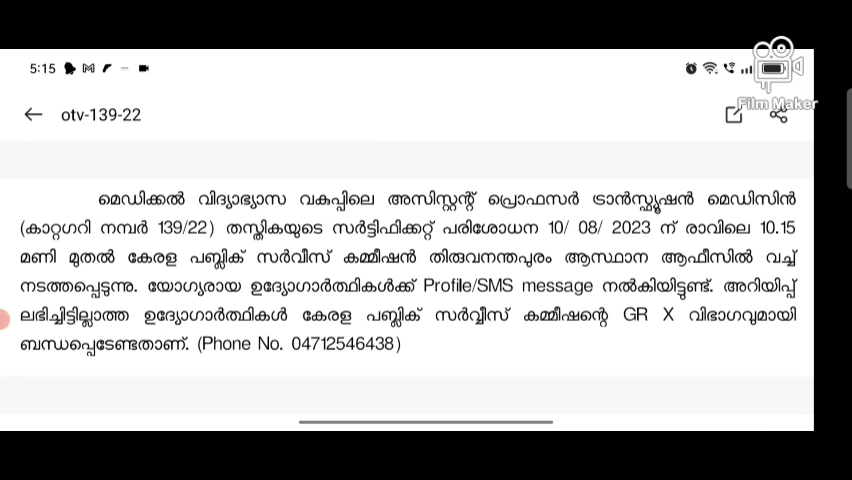 5:15
Film Maker
otv-139-22
മെഡിക്കൽ വിദ്യാഭ്യാസ വകുപ്പിലെ അസിസ്റ്റന്റ് പ്രൊഫസർ ട്രാൻസ്ഫ്യൂഷൻ മെഡിസിൻ
(കാറ്റഗറി നമ്പർ 139/22) തസ്തികയുടെ സർട്ടിഫിക്കറ്റ് പരിശോധന 10/ 08/ 2023 ന് രാവിലെ 10.15
മണി മുതൽ കേരള പബ്ലിക് സർവീസ് കമ്മീഷൻ തിരുവനന്തപുരം ആസ്ഥാന ആഫീസിൽ വച്ച്
നടത്തപ്പെടുന്നു. യോഗ്യരായ ഉദ്യോഗാർത്ഥികൾക്ക് Profile/SMS message നൽകിയിട്ടുണ്ട്. അറിയിപ്പ്
ലഭിച്ചിട്ടില്ലാത്ത ഉദ്യോഗാർത്ഥികൾ കേരള പബ്ലിക് സർവ്വീസ് കമ്മീഷന്റെ GR X വിഭാഗവുമായി
ബന്ധപ്പെടേണ്ടതാണ്. (Phone No. 04712546438)